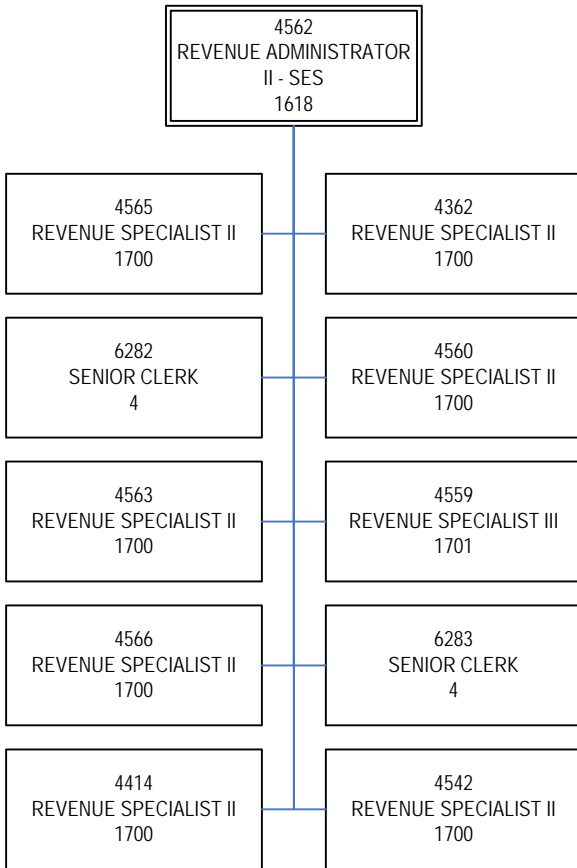 4562
REVENUE ADMINISTRATOR
II - SES
1618
4565
REVENUE SPECIALIST II
1700
4362
REVENUE SPECIALIST II
1700
6282
SENIOR CLERK
4
4560
REVENUE SPECIALIST II
1700
4563
REVENUE SPECIALIST II
1700
4559
REVENUE SPECIALIST III
1701
4566
REVENUE SPECIALIST II
1700
6283
SENIOR CLERK
4
4414
REVENUE SPECIALIST II
1700
4542
REVENUE SPECIALIST II
1700